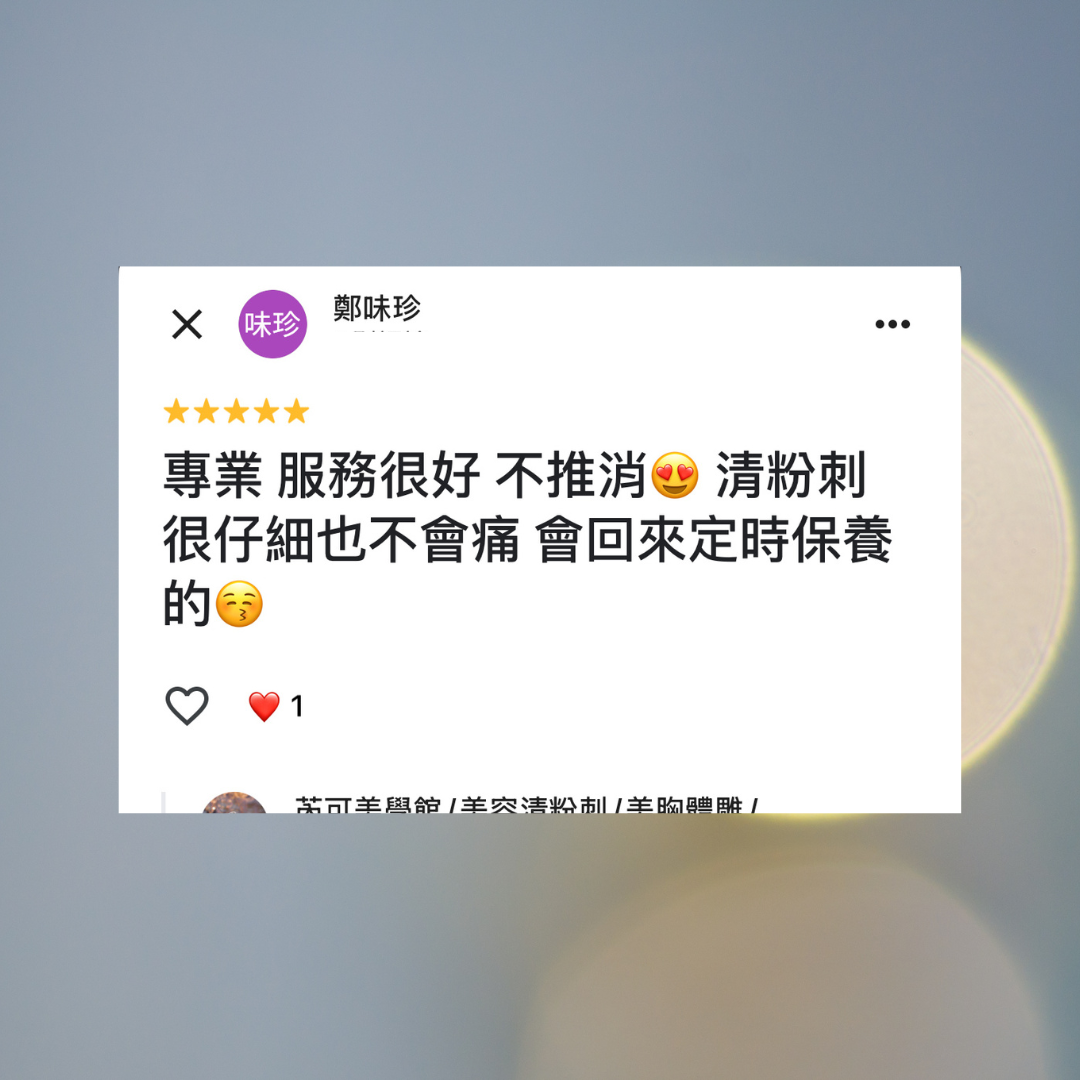 鄭味珍
味珍
專業 服務很好 不推消😍 清粉刺
很仔細也不會痛 會回來定時保養
的😚
❤️ 1
芮可美學館 / 美容清粉刺 / 美胸體雕 /